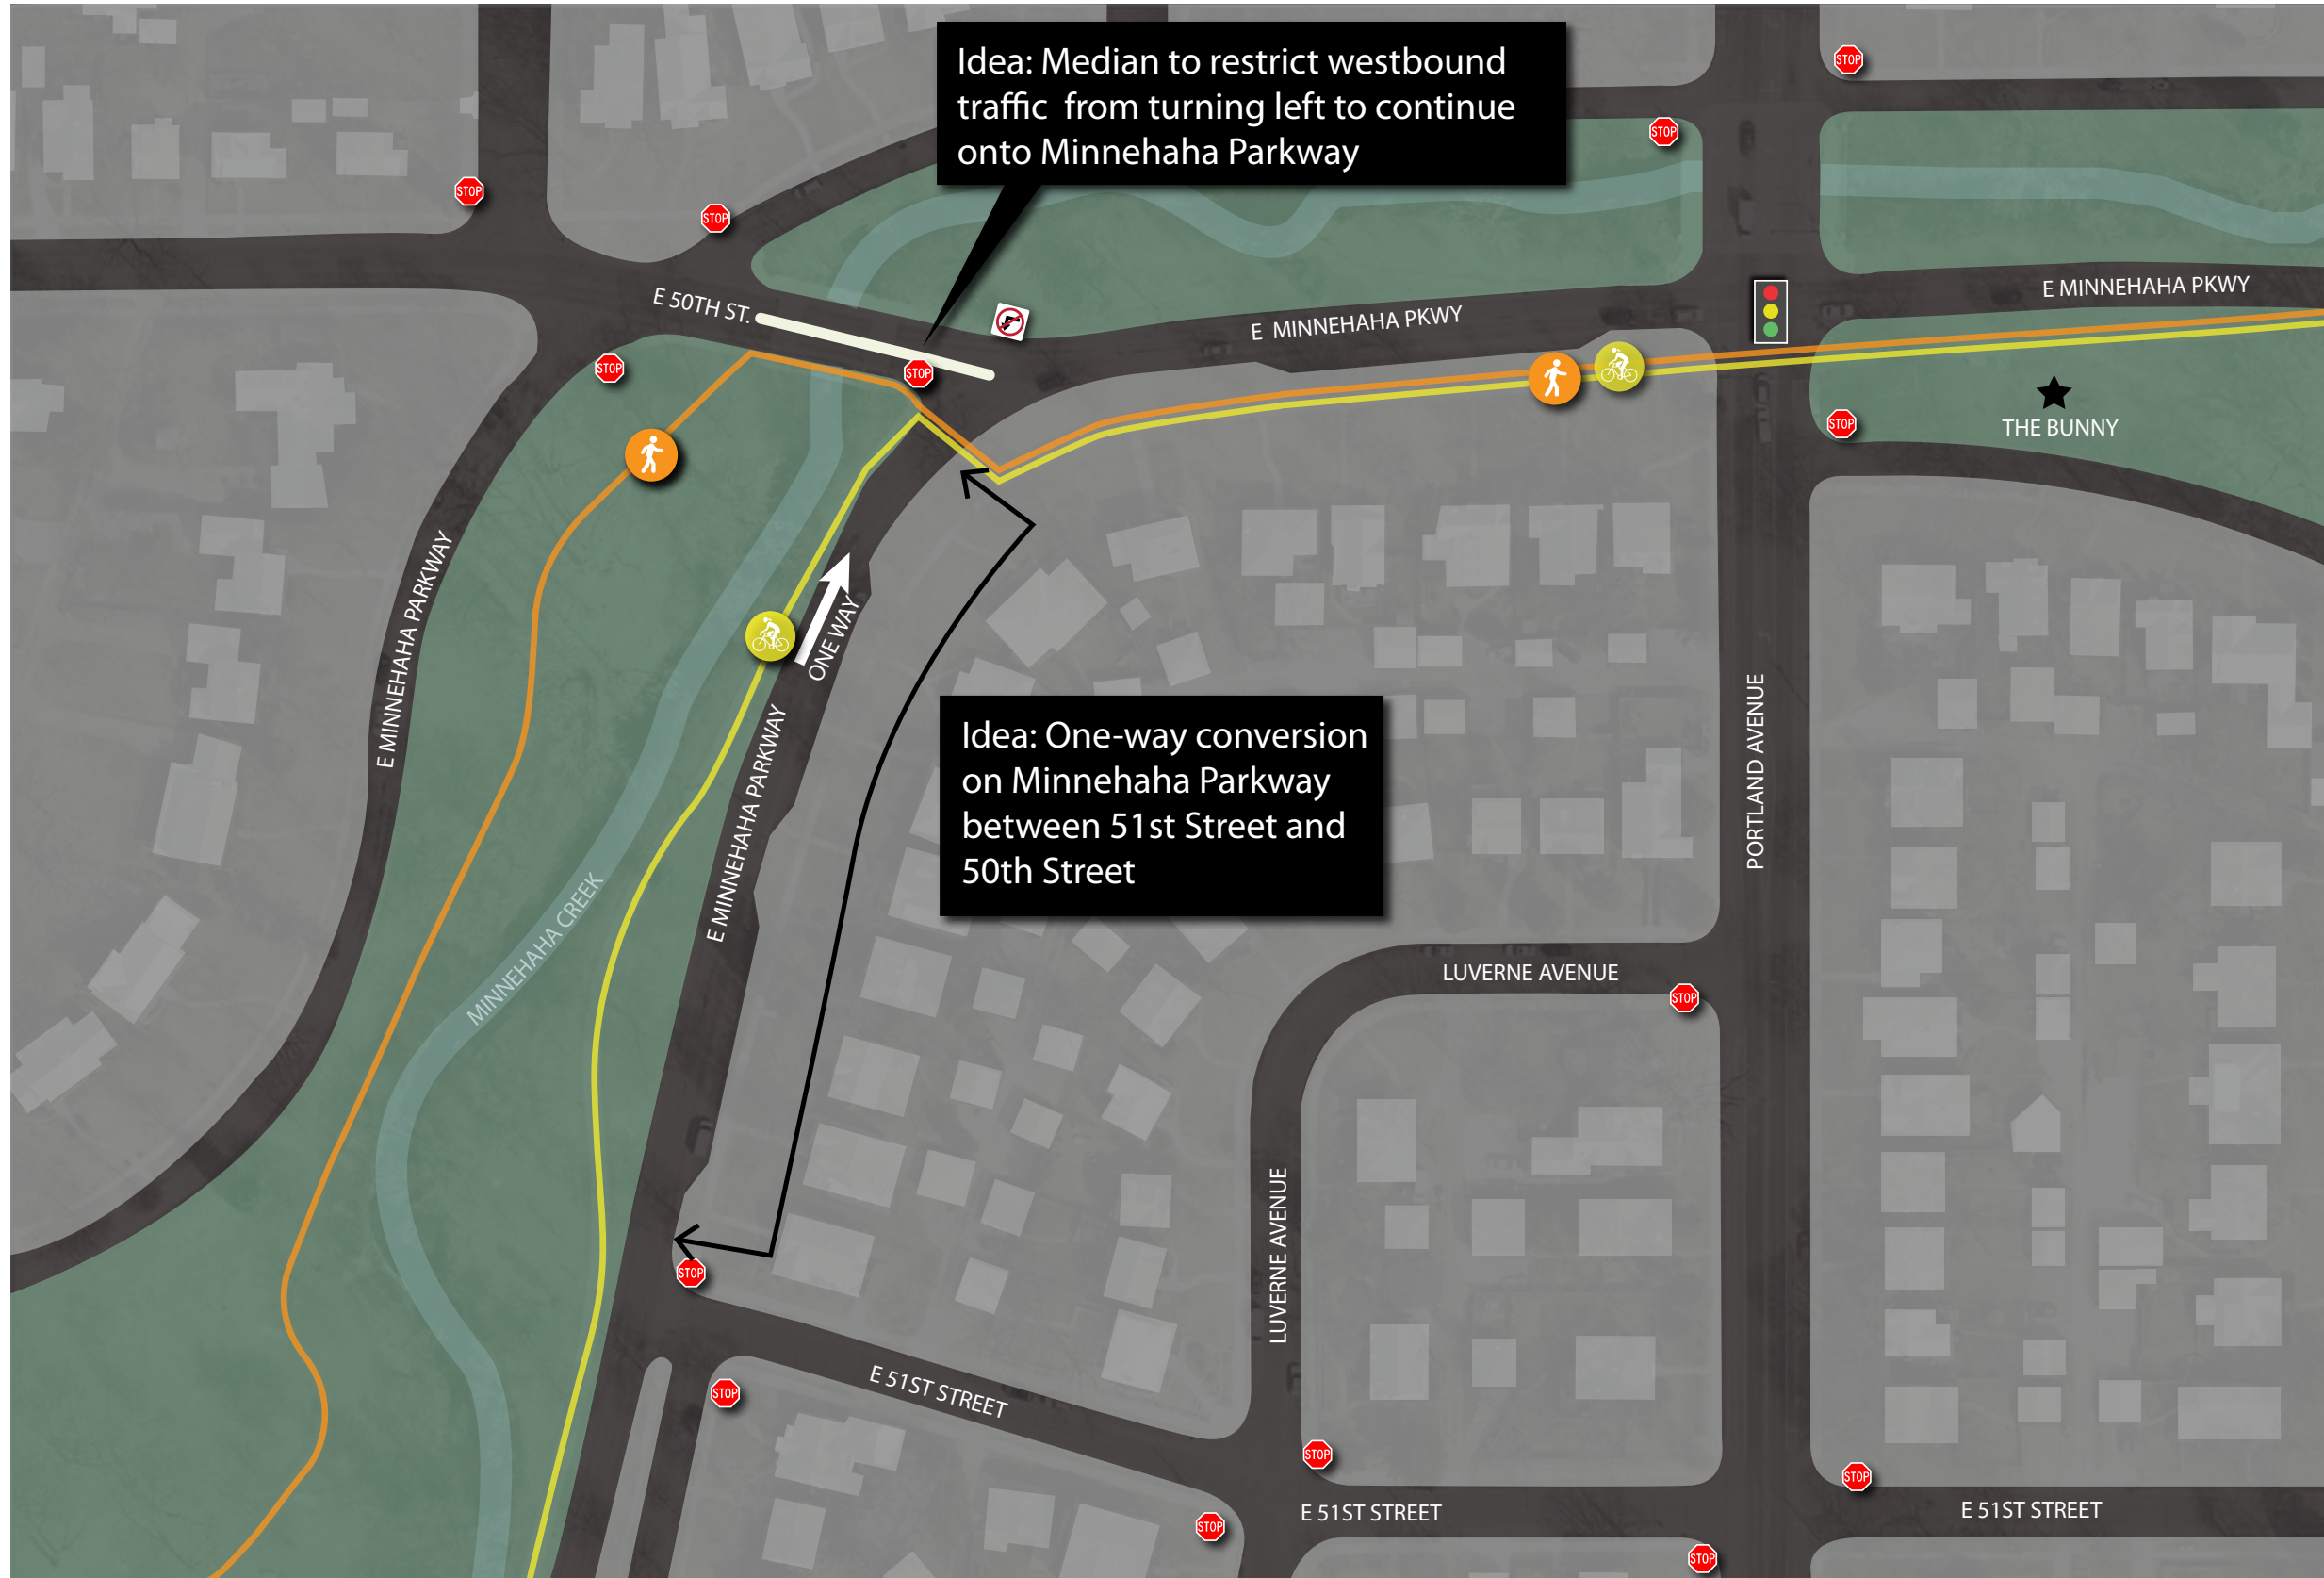 Idea: Median to restrict westbound
traffic  from turning left to continue
onto Minnehaha Parkway
STOP
STOP
STOP
STOP
E 50TH ST.
E MINNEHAHA PKWY
E  MINNEHAHA PKWY
STOP
STOP
STOP
THE BUNNY
E MINNEHAHA PARKWAY
ONE WAY
E MINNEHAHA PARKWAY
Idea: One-way conversion
on Minnehaha Parkway
between 51st Street and
50th Street
PORTLAND AVENUE
MINNEHAHA CREEK
LUVERNE AVENUE
STOP
LUVERNE AVENUE
STOP
STOP
E 51ST STREET
STOP
STOP
E 51ST STREET
E 51ST STREET
STOP
STOP